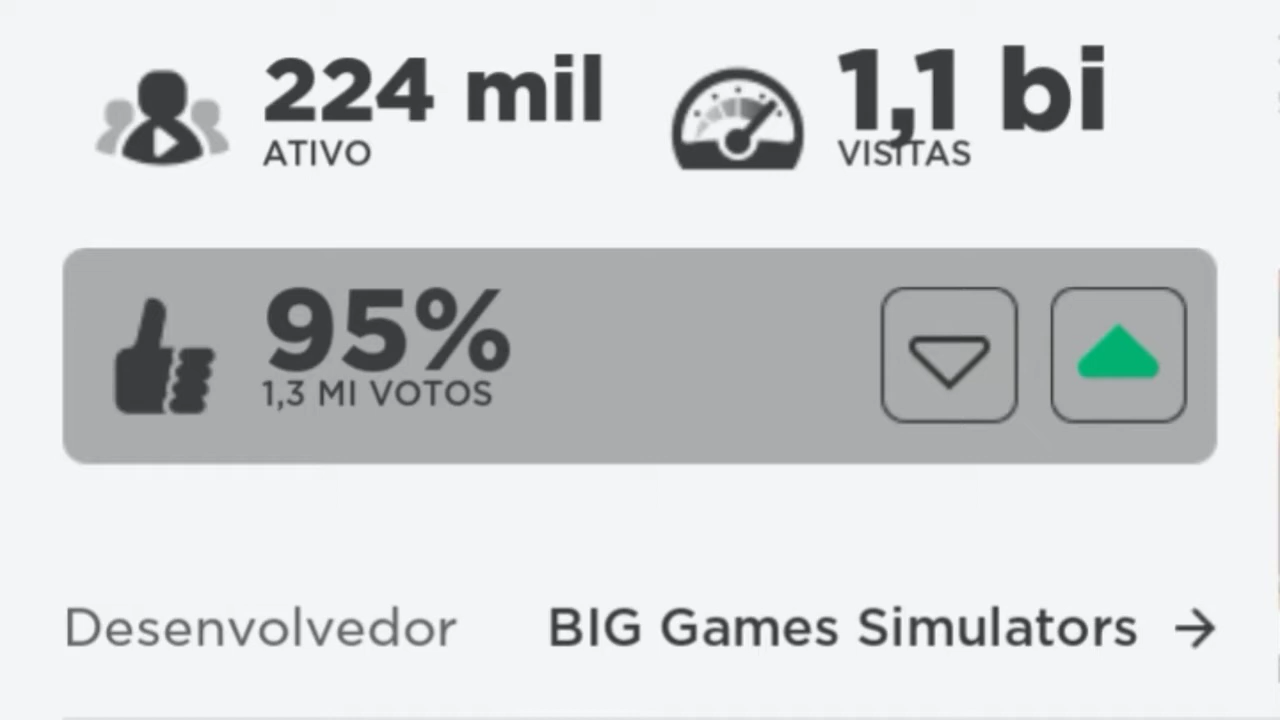 224 mil 1,1 bi
ATIVO VISITAS
95%
1,3 MI VOTOS
Desenvolvedor BIG Games Simulators →